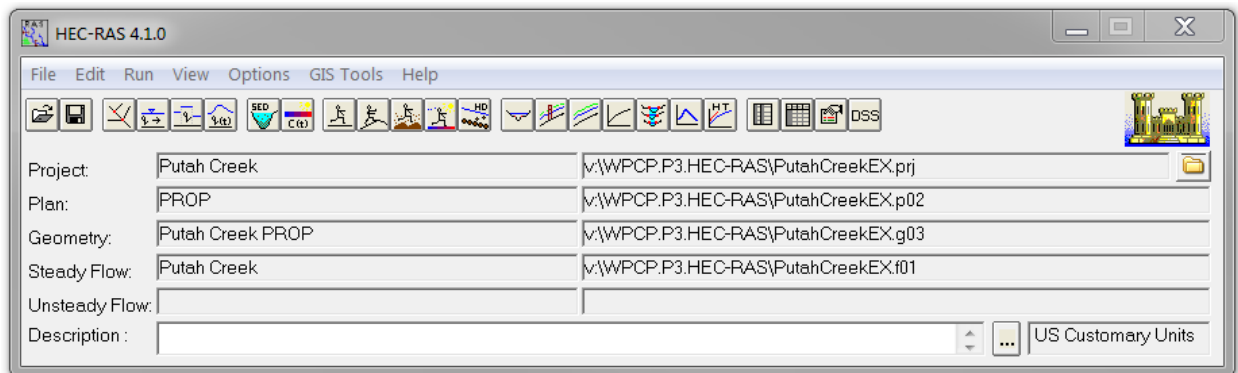 HEC-RAS 4.1.0
File Edit Run View Options GIS Tools Help
SED C(t) HD HT DSS
Project: Putah Creek v:\WPCP.P3.HEC-RAS\PutahCreekEX.prj
Plan: PROP v:\WPCP.P3.HEC-RAS\PutahCreekEX.p02
Geometry: Putah Creek PROP v:\WPCP.P3.HEC-RAS\PutahCreekEX.g03
Steady Flow: Putah Creek v:\WPCP.P3.HEC-RAS\PutahCreekEX.f01
Unsteady Flow:
Description : ... US Customary Units